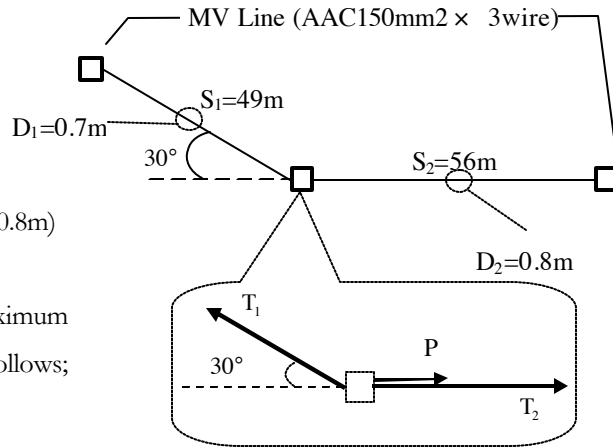 MV Line (AAC150mm2 × 3wire)
S1=49m
D1=0.7m
30°
S2=56m
0.8m)
D2=0.8m
ximum
T1
P
ollows;
30°
T2